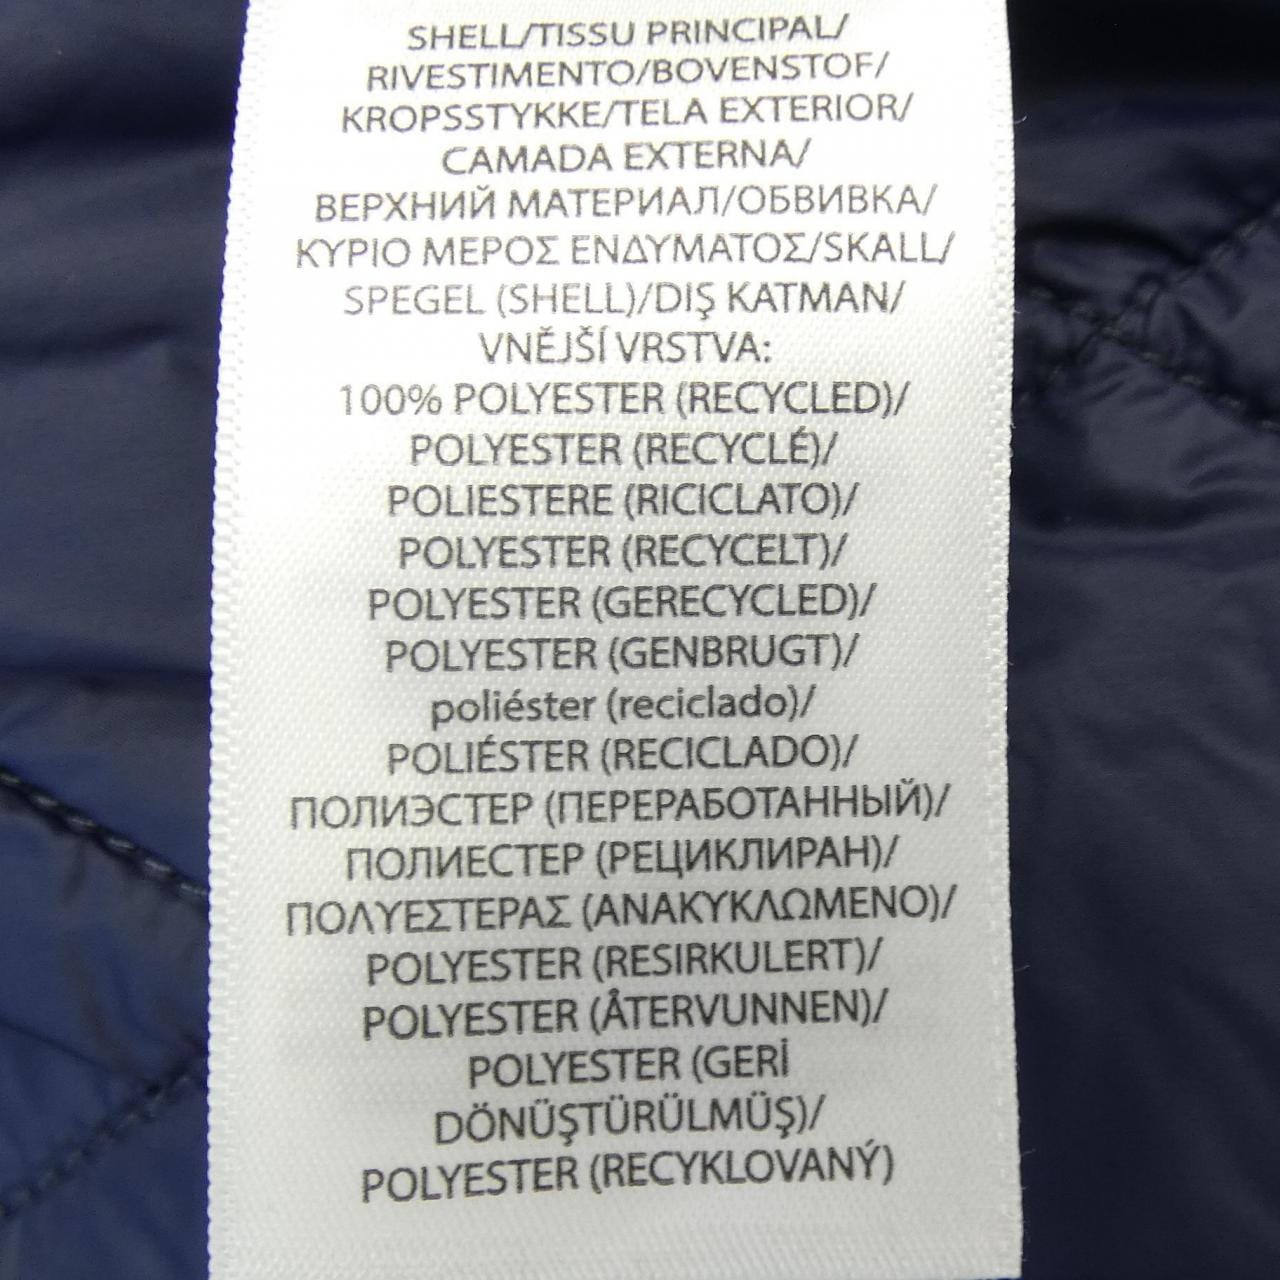 SHELL/TISSU PRINCIPAL/
RIVESTIMENTO/BOVENSTOF/
KROPSSTYKKE/TELA EXTERIOR/
CAMADA EXTERNA/
ВЕРХНИЙ МАТЕРИАЛ/ОБВИВКА/
ΚΥΡΙΟ ΜΕΡΟΣ ΕΝΔΥΜΑΤΟΣ/SKALL/
SPEGEL (SHELL)/DIŞ KATMAN/
VNĚJŠÍ VRSTVA:
100% POLYESTER (RECYCLED)/
POLYESTER (RECYCLÉ)/
POLIESTERE (RICICLATO)/
POLYESTER (RECYCELT)/
POLYESTER (GERECYCLED)/
POLYESTER (GENBRUGT)/
poliéster (reciclado)/
POLIÉSTER (RECICLADO)/
ПОЛИЭСТЕР (ПЕРЕРАБОТАННЫЙ)/
ПОЛИЕСТЕР (РЕЦИКЛИРАН)/
ΠΟΛΥΕΣΤΕΡΑΣ (ΑΝΑΚΥΚΛΩΜΕΝΟ)/
POLYESTER (RESIRKULERT)/
POLYESTER (ÅTERVUNNEN)/
POLYESTER (GERİ
DÖNÜŞTÜRÜLMÜŞ)/
POLYESTER (RECYKLOVANÝ)